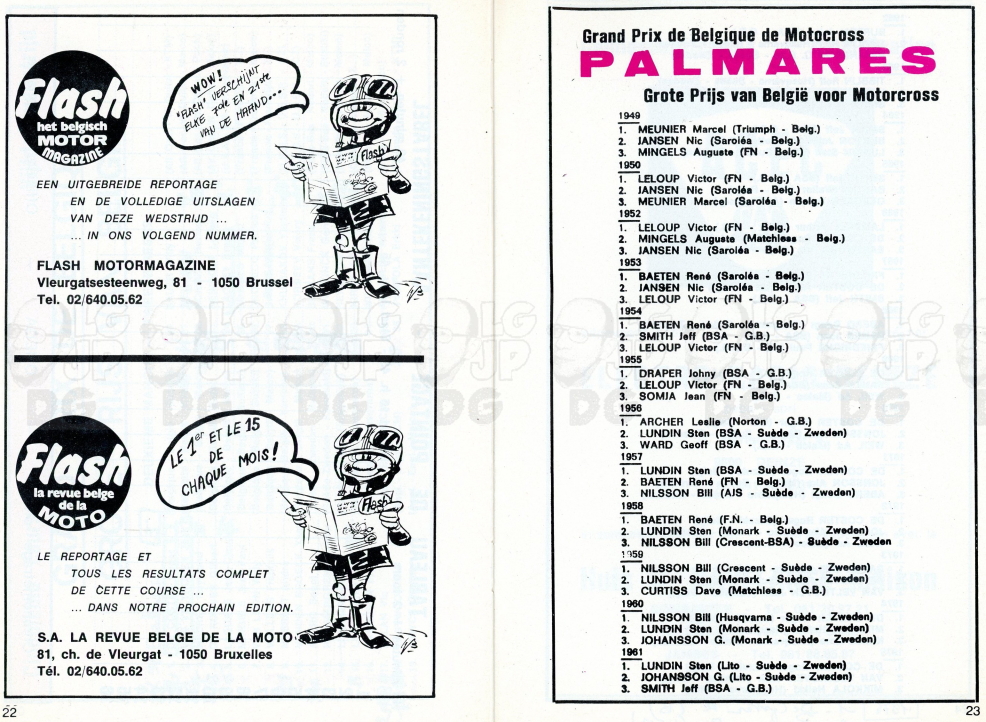 Flash
het belgisch
MOTOR
MAGAZINE
WOW!
"FLASH" VERSCHIJNT
ELKE 7de EN 21ste
VAN DE MAAND...
Flash
EEN UITGEBREIDE REPORTAGE
EN DE VOLLEDIGE UITSLAGEN
VAN DEZE WEDSTRIJD ...
... IN ONS VOLGEND NUMMER.
FLASH MOTORMAGAZINE
Vleurgatsesteenweg, 81 - 1050 Brussel
Tel. 02/640.05.62
Flash
la revue belge
de la
MOTO
LE 1er ET LE 15
DE
CHAQUE MOIS!
Flash
LE REPORTAGE ET
TOUS LES RESULTATS COMPLET
DE CETTE COURSE ...
... DANS NOTRE PROCHAIN EDITION.
S.A. LA REVUE BELGE DE LA MOTO
81, ch. de Vleurgat - 1050 Bruxelles
Tél. 02/640.05.62
22
Grand Prix de Belgique de Motocross
PALMARES
Grote Prijs van België voor Motorcross
1949
1. MEUNIER Marcel (Triumph - Belg.)
2. JANSEN Nic (Saroléa - Belg.)
3. MINGELS Auguste (FN - Belg.)
1950
1. LELOUP Victor (FN - Belg.)
2. JANSEN Nic (Saroléa - Belg.)
3. MEUNIER Marcel (Saroléa - Belg.)
1952
1. LELOUP Victor (FN - Belg.)
2. MINGELS Auguste (Matchless - Belg.)
3. JANSEN Nic (Saroléa - Belg.)
1953
1. BAETEN René (Saroléa - Belg.)
2. JANSEN Nic (Saroléa - Belg.)
3. LELOUP Victor (FN - Belg.)
1954
1. BAETEN René (Saroléa - Belg.)
2. SMITH Jeff (BSA - G.B.)
3. LELOUP Victor (FN - Belg.)
1955
1. DRAPER Johny (BSA - G.B.)
2. LELOUP Victor (FN - Belg.)
3. SOMJA Jean (FN - Belg.)
1956
1. ARCHER Leslie (Norton - G.B.)
2. LUNDIN Sten (BSA - Suède - Zweden)
3. WARD Geoff (BSA - G.B.)
1957
1. LUNDIN Sten (BSA - Suède - Zweden)
2. BAETEN René (FN - Belg.)
3. NILSSON Bill (AJS - Suède - Zweden)
1958
1. BAETEN René (F.N. - Belg.)
2. LUNDIN Sten (Monark - Suède - Zweden)
3. NILSSON Bill (Crescent-BSA) - Suède - Zweden
1959
1. NILSSON Bill (Crescent - Suède - Zweden)
2. LUNDIN Sten (Monark - Suède - Zweden)
3. CURTISS Dave (Matchless - G.B.)
1960
1. NILSSON Bill (Husqvarna - Suède - Zweden)
2. LUNDIN Sten (Monark - Suède - Zweden)
3. JOHANSSON G. (Monark - Suède - Zweden)
1961
1. LUNDIN Sten (Lito - Suède - Zweden)
2. JOHANSSON G. (Lito - Suède - Zweden)
3. SMITH Jeff (BSA - G.B.)
23
LG
JP
DG